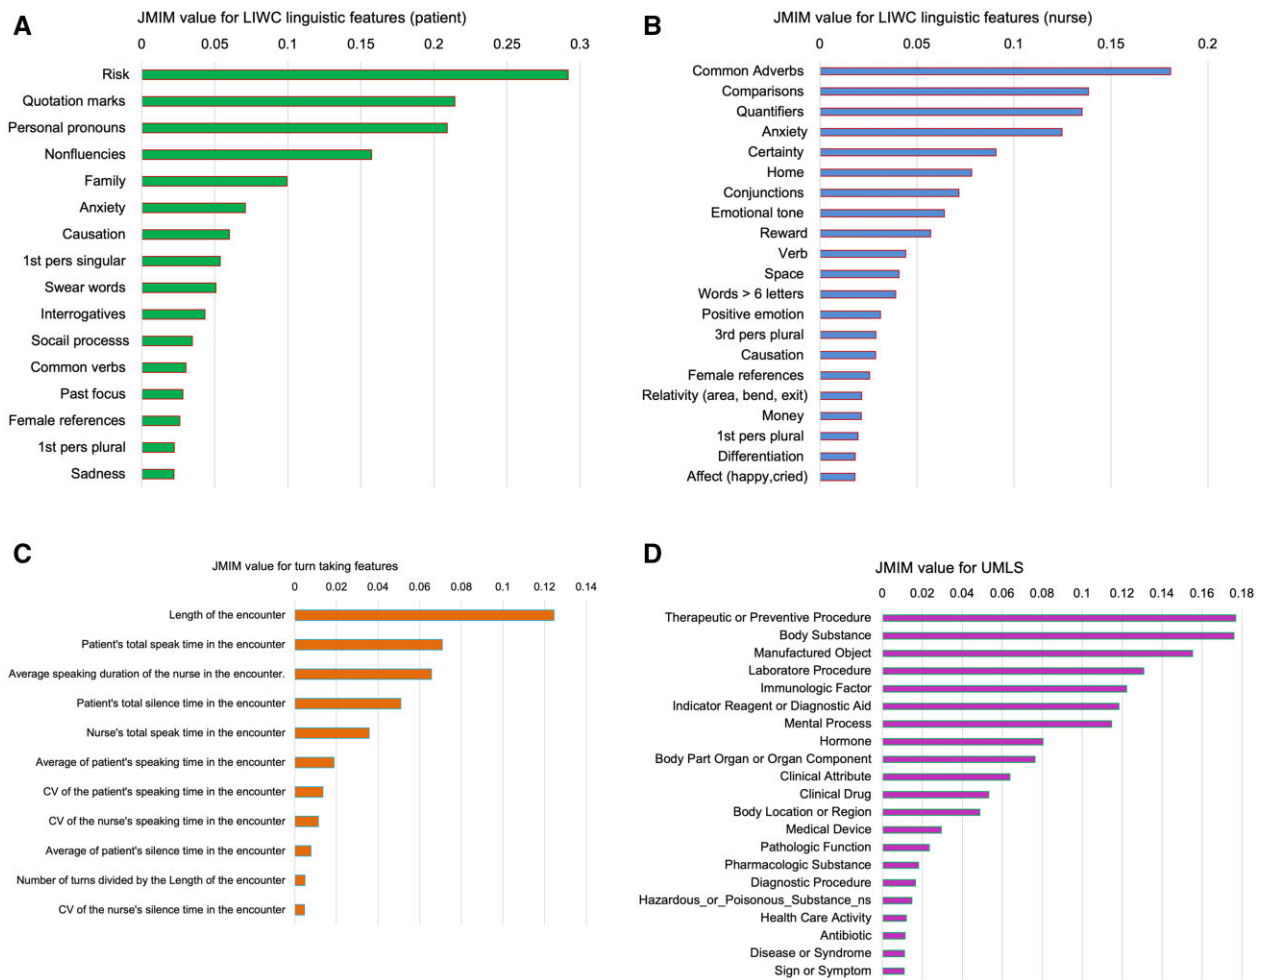 A
JMIM value for LIWC linguistic features (patient)
0 0.05 0.1 0.15 0.2 0.25 0.3
Risk
Quotation marks
Personal pronouns
Nonfluencies
Family
Anxiety
Causation
1st pers singular
Swear words
Interrogatives
Socail processs
Common verbs
Past focus
Female references
1st pers plural
Sadness
B
JMIM value for LIWC linguistic features (nurse)
0 0.05 0.1 0.15 0.2
Common Adverbs
Comparisons
Quantifiers
Anxiety
Certainty
Home
Conjunctions
Emotional tone
Reward
Verb
Space
Words > 6 letters
Positive emotion
3rd pers plural
Causation
Female references
Relativity (area, bend, exit)
Money
1st pers plural
Differentiation
Affect (happy,cried)
C
JMIM value for turn taking features
0 0.02 0.04 0.06 0.08 0.1 0.12 0.14
Length of the encounter
Patient's total speak time in the encounter
Average speaking duration of the nurse in the encounter.
Patient's total silence time in the encounter
Nurse's total speak time in the encounter
Average of patient's speaking time in the encounter
CV of the patient's speaking time in the encounter
CV of the nurse's speaking time in the encounter
Average of patient's silence time in the encounter
Number of turns divided by the Length of the encounter
CV of the nurse's silence time in the encounter
D
JMIM value for UMLS
0 0.02 0.04 0.06 0.08 0.1 0.12 0.14 0.16 0.18
Therapeutic or Preventive Procedure
Body Substance
Manufactured Object
Laboratore Procedure
Immunologic Factor
Indicator Reagent or Diagnostic Aid
Mental Process
Hormone
Body Part Organ or Organ Component
Clinical Attribute
Clinical Drug
Body Location or Region
Medical Device
Pathologic Function
Pharmacologic Substance
Diagnostic Procedure
Hazardous_or_Poisonous_Substance_ns
Health Care Activity
Antibiotic
Disease or Syndrome
Sign or Symptom